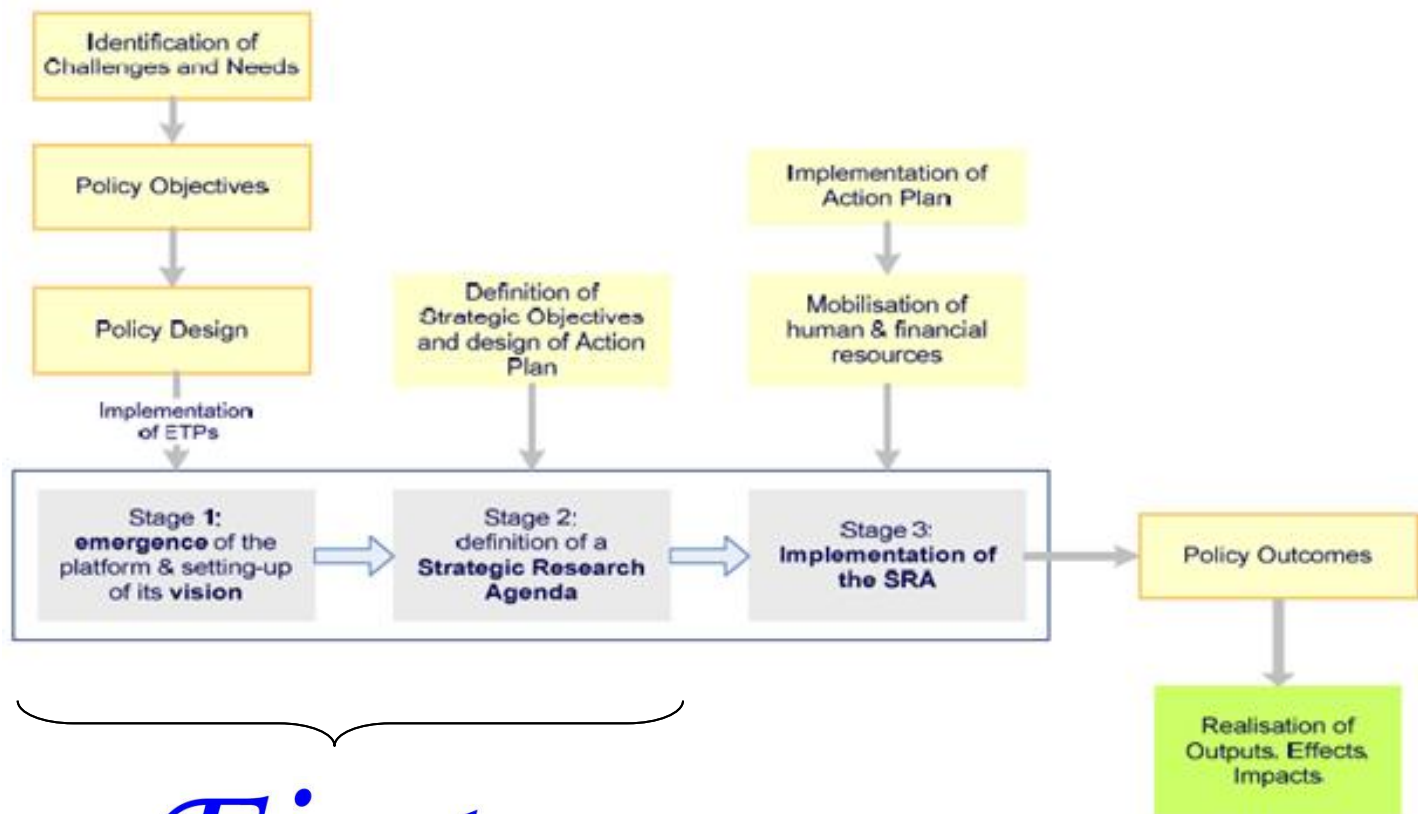 Identification of
Challenges and Needs
Policy Objectives
Policy Design
Implementation
of ETPs
Definition of
Strategic Objectives
and design of Action
Plan
Implementation of
Action Plan
Mobilisation of
human & financial
resources
Stage 1:
emergence of the
platform & setting-up
of its vision
Stage 2:
definition of a
Strategic Research
Agenda
Stage 3:
Implementation of
the SRA
Policy Outcomes
Realisation of
Outputs, Effects,
Impacts